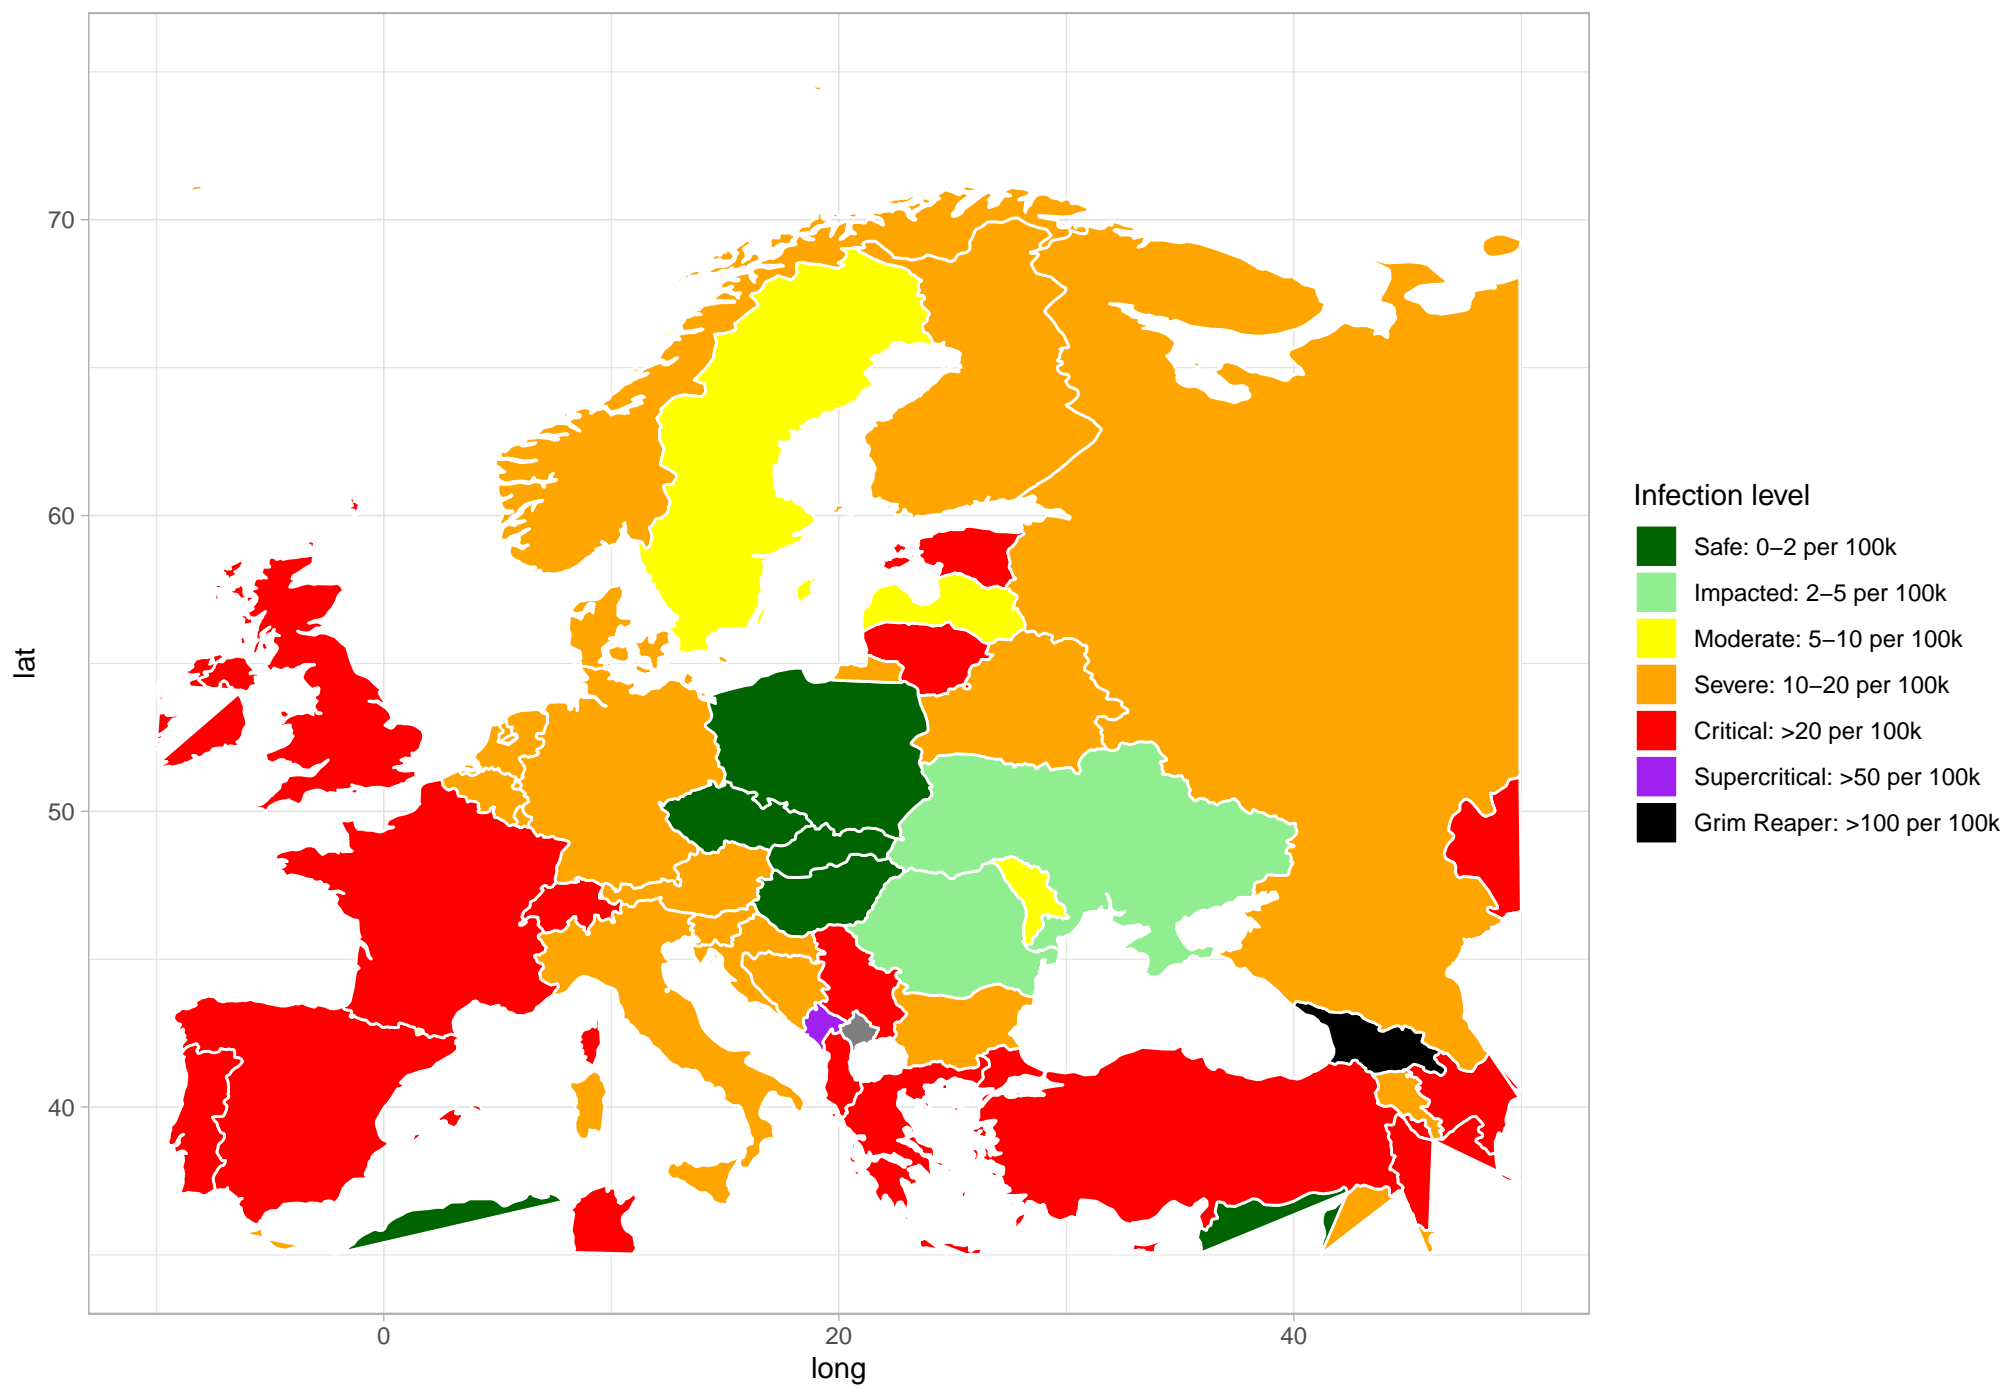 70
60
50
40
lat
0
20
40
long
Infection level
Safe: 0−2 per 100k
Impacted: 2−5 per 100k
Moderate: 5−10 per 100k
Severe: 10−20 per 100k
Critical: >20 per 100k
Supercritical: >50 per 100k
Grim Reaper: >100 per 100k